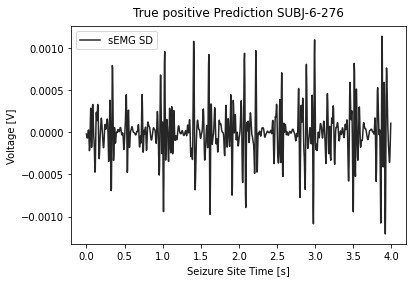 True positive Prediction SUBJ-6-276
sEMG SD
Voltage [V]
0.0010
0.0005
0.0000
−0.0005
−0.0010
0.0 0.5 1.0 1.5 2.0 2.5 3.0 3.5 4.0
Seizure Site Time [s]